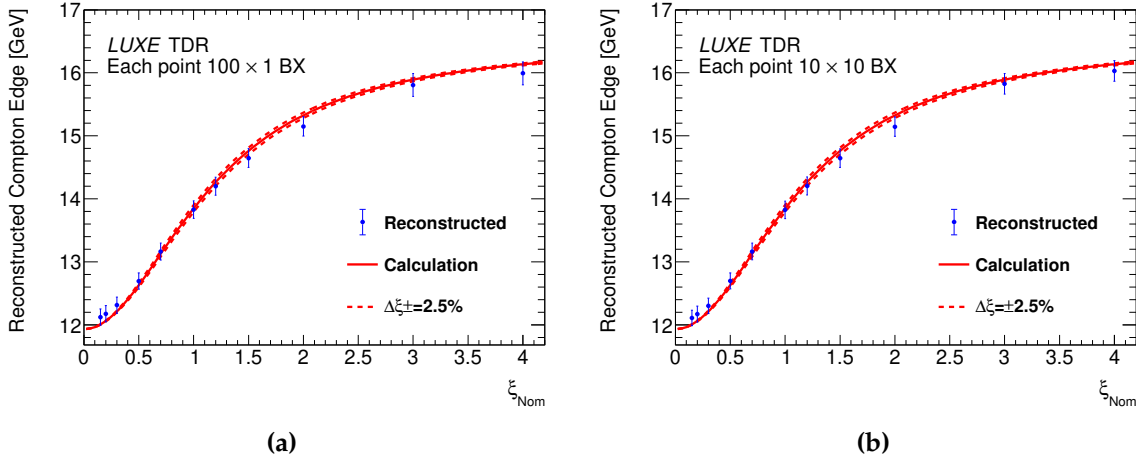 17
16
15
14
13
12
Reconstructed Compton Edge [GeV]
LUXE TDR
Each point 100 × 1 BX
Reconstructed
Calculation
Δξ±=2.5%
0 0.5 1 1.5 2 2.5 3 3.5 4
ξNom
(a)
17
16
15
14
13
12
Reconstructed Compton Edge [GeV]
LUXE TDR
Each point 10 × 10 BX
Reconstructed
Calculation
Δξ=±2.5%
0 0.5 1 1.5 2 2.5 3 3.5 4
ξNom
(b)